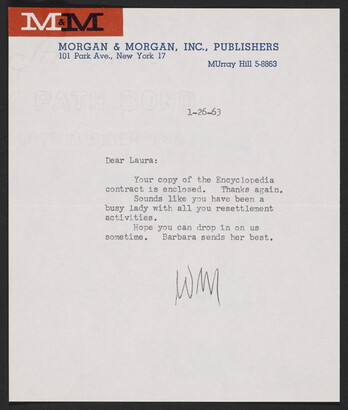 M&M
MORGAN & MORGAN, INC., PUBLISHERS
101 Park Ave., New York 17
MUrray Hill 5-8863
1-26-63
Dear Laura:
Your copy of the Encyclopedia
contract is enclosed. Thanks again.
Sounds like you have been a
busy lady with all you resettlement
activities.
Hope you can drop in on us
sometime. Barbara sends her best.
WM